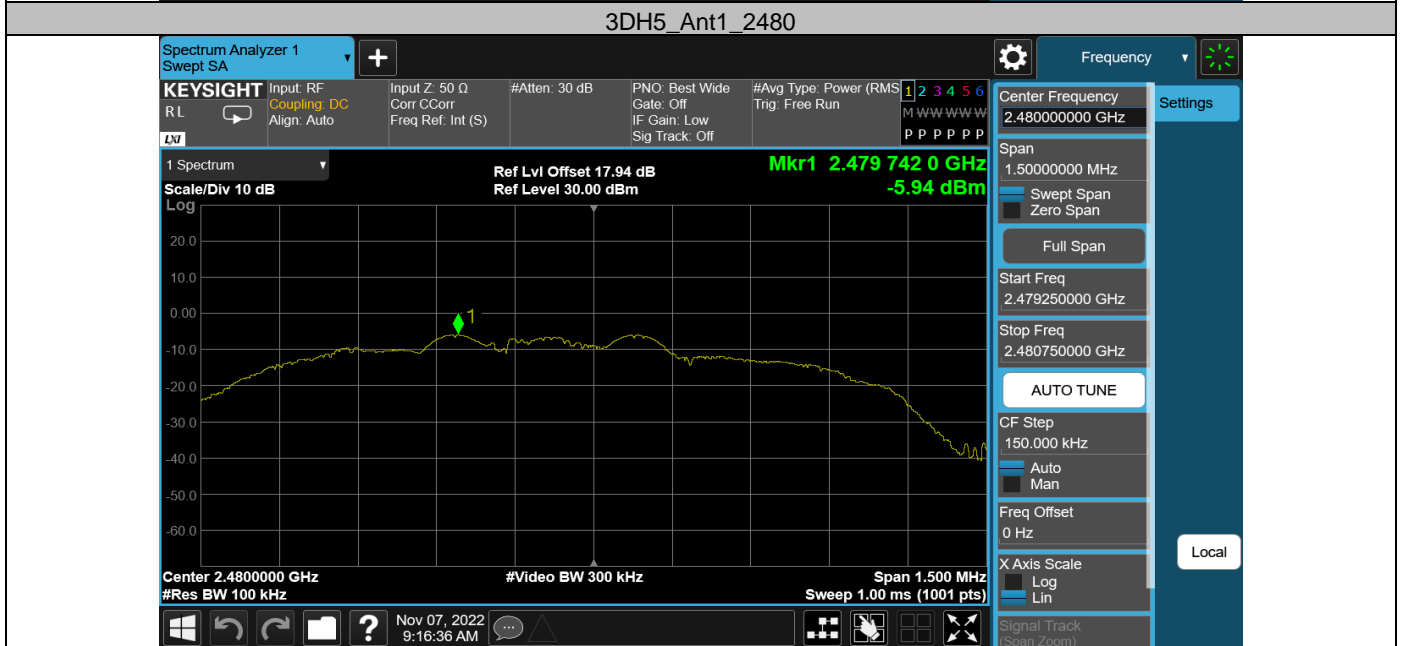 3DH5_Ant1_2480
Spectrum Analyzer 1
Swept SA
Frequency
KEYSIGHT
RL
LXI
Input: RF
Coupling: DC
Align: Auto
Input Z: 50 Ω
Corr CCorr
Freq Ref: Int (S)
#Atten: 30 dB
PNO: Best Wide
Gate: Off
IF Gain: Low
Sig Track: Off
#Avg Type: Power (RMS
Trig: Free Run
1 2 3 4 5 6
M W W W W W
P P P P P P
1 Spectrum
Scale/Div 10 dB
Log
Ref Lvl Offset 17.94 dB
Ref Level 30.00 dBm
Mkr1 2.479 742 0 GHz
-5.94 dBm
20.0
10.0
0.00
-10.0
-20.0
-30.0
-40.0
-50.0
-60.0
1
Center 2.4800000 GHz
#Video BW 300 kHz
Span 1.500 MHz
#Res BW 100 kHz
Sweep 1.00 ms (1001 pts)
?
Nov 07, 2022
9:16:36 AM
Center Frequency
2.480000000 GHz
Settings
Span
1.50000000 MHz
Swept Span
Zero Span
Full Span
Start Freq
2.479250000 GHz
Stop Freq
2.480750000 GHz
AUTO TUNE
CF Step
150.000 kHz
Auto
Man
Freq Offset
0 Hz
Local
X Axis Scale
Log
Lin
Signal Track
(Span Zoom)